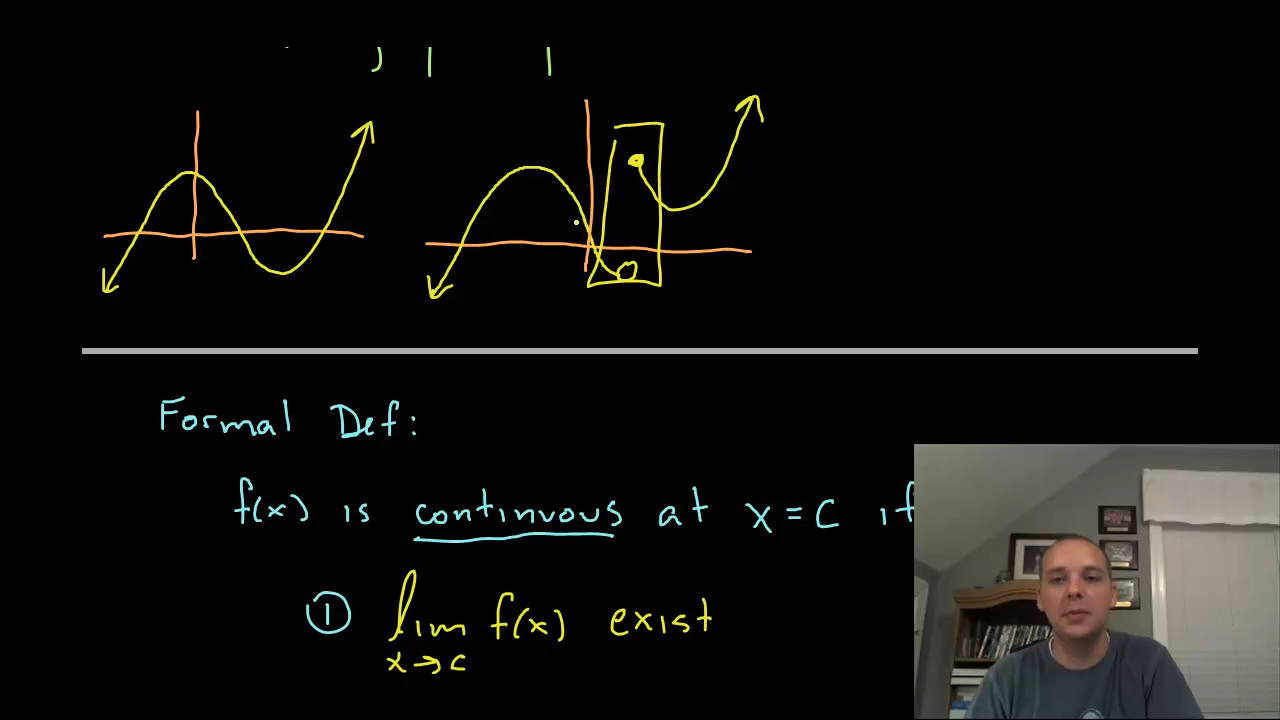 Formal Def:
f(x) is continuous at x = c if
① lim f(x) exist
x → c